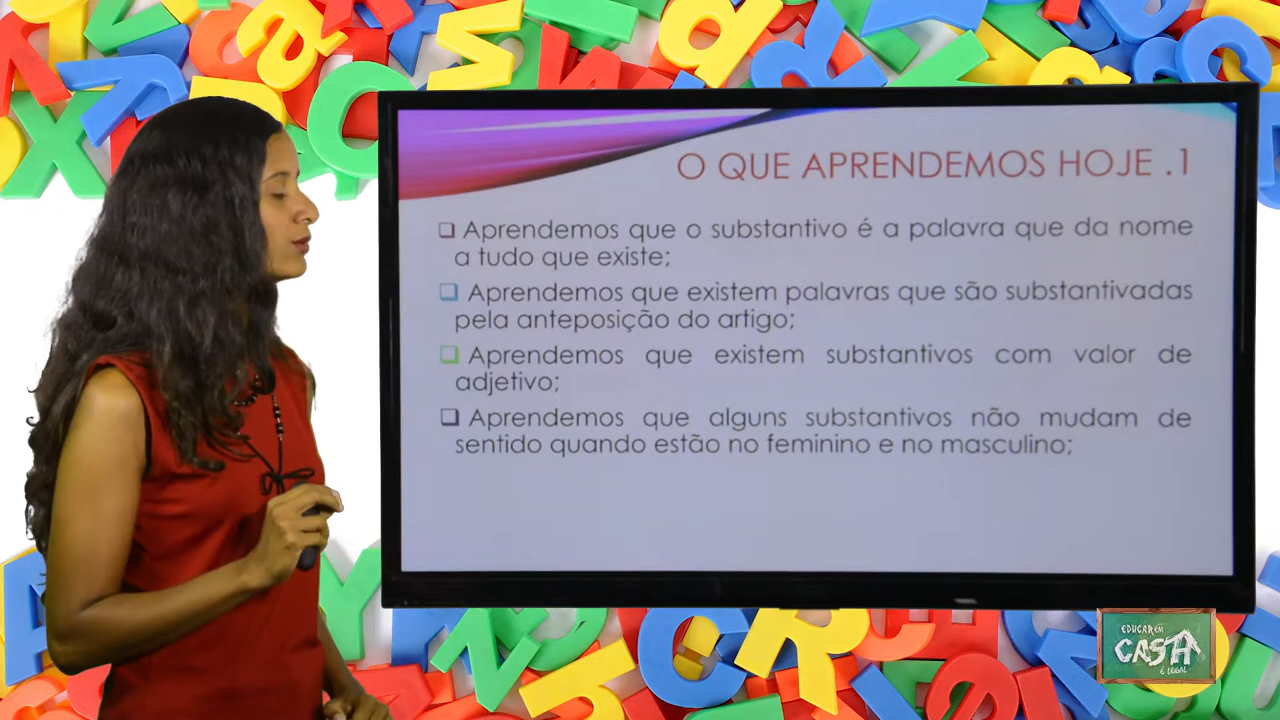 O QUE APRENDEMOS HOJE .1
Aprendemos que o substantivo é a palavra que da nome
a tudo que existe;
Aprendemos que existem palavras que são substantivadas
pela anteposição do artigo;
Aprendemos que existem substantivos com valor de
adjetivo;
Aprendemos que alguns substantivos não mudam de
sentido quando estão no feminino e no masculino;
EDUCAR EM
CASA
É LEGAL